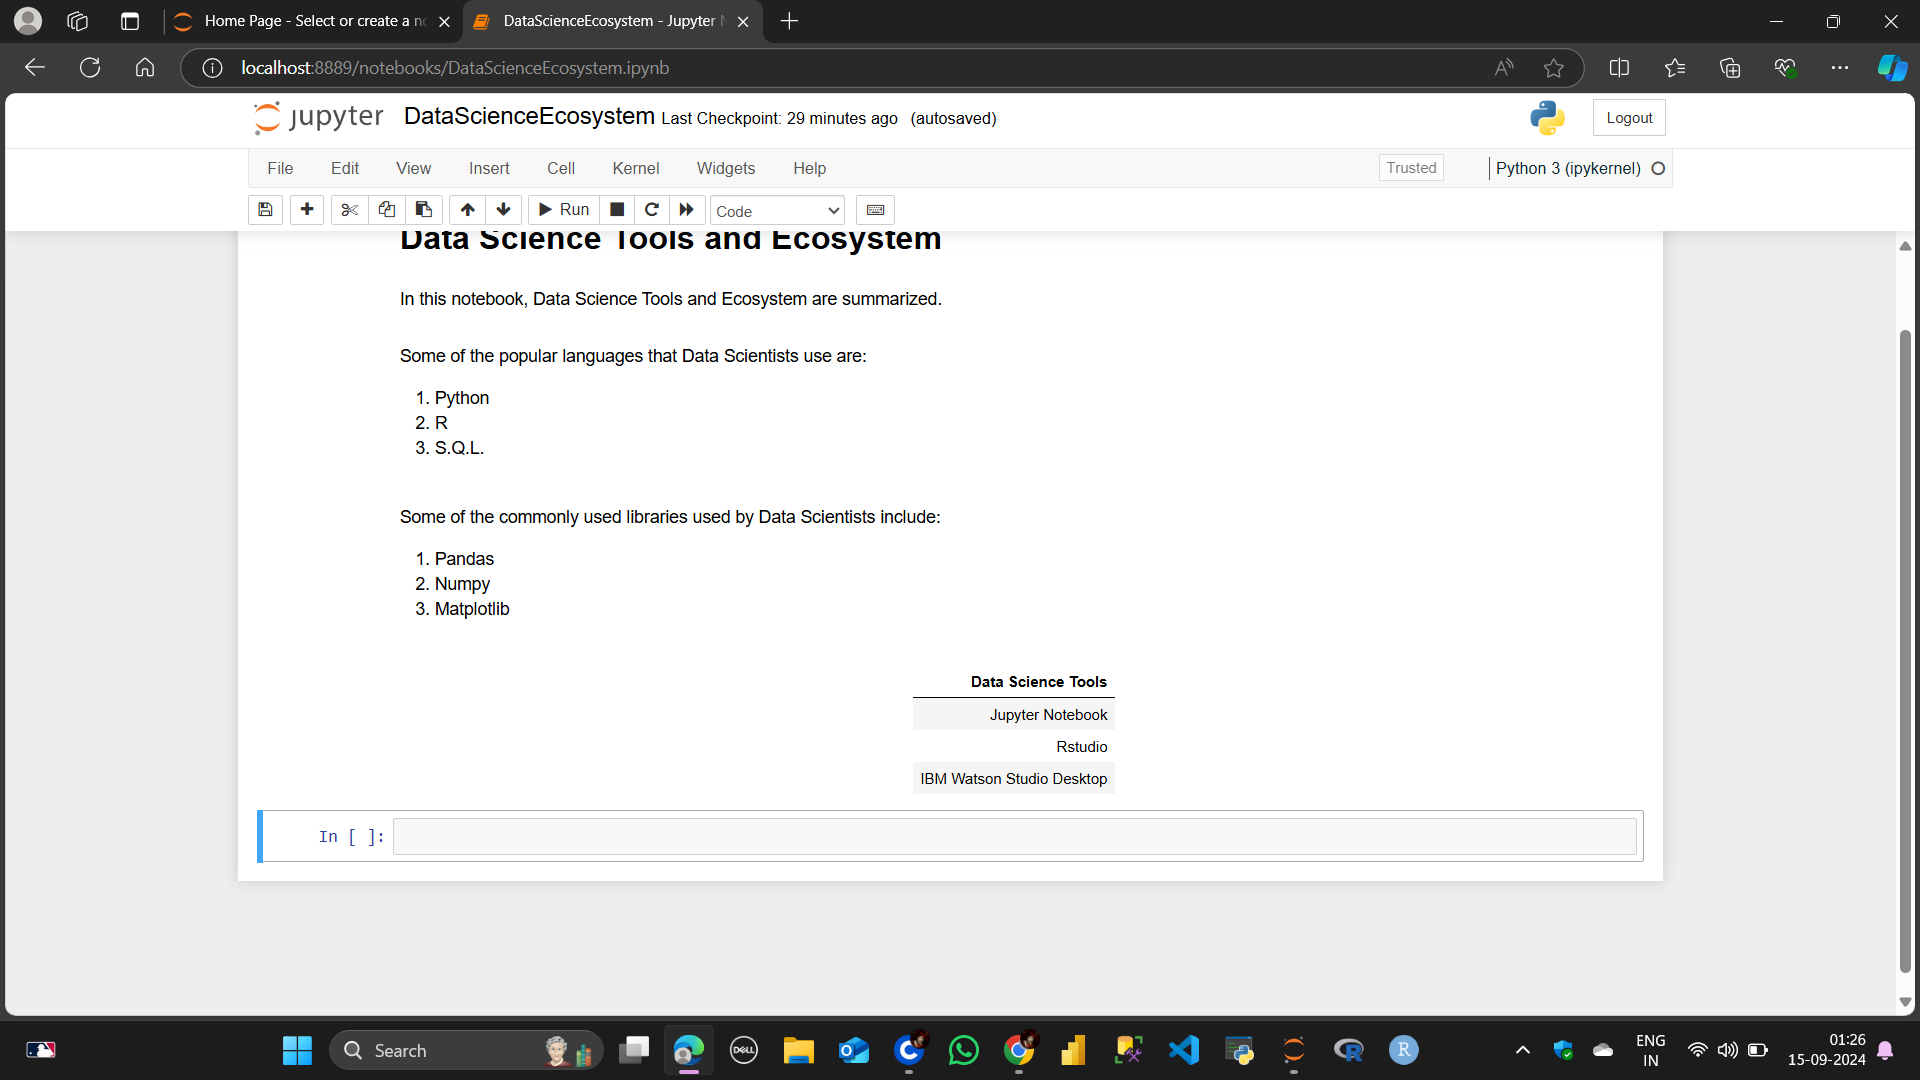 Home Page - Select or create a n
DataScienceEcosystem - Jupyter N
localhost:8889/notebooks/DataScienceEcosystem.ipynb
jupyter DataScienceEcosystem Last Checkpoint: 29 minutes ago (autosaved)
Logout
File Edit View Insert Cell Kernel Widgets Help
Trusted
Python 3 (ipykernel)
Run
Code
Data Science Tools and Ecosystem
In this notebook, Data Science Tools and Ecosystem are summarized.
Some of the popular languages that Data Scientists use are:
1. Python
2. R
3. S.Q.L.
Some of the commonly used libraries used by Data Scientists include:
1. Pandas
2. Numpy
3. Matplotlib
Data Science Tools
Jupyter Notebook
Rstudio
IBM Watson Studio Desktop
In [ ]:
Search
DELL
ENG
IN
01:26
15-09-2024